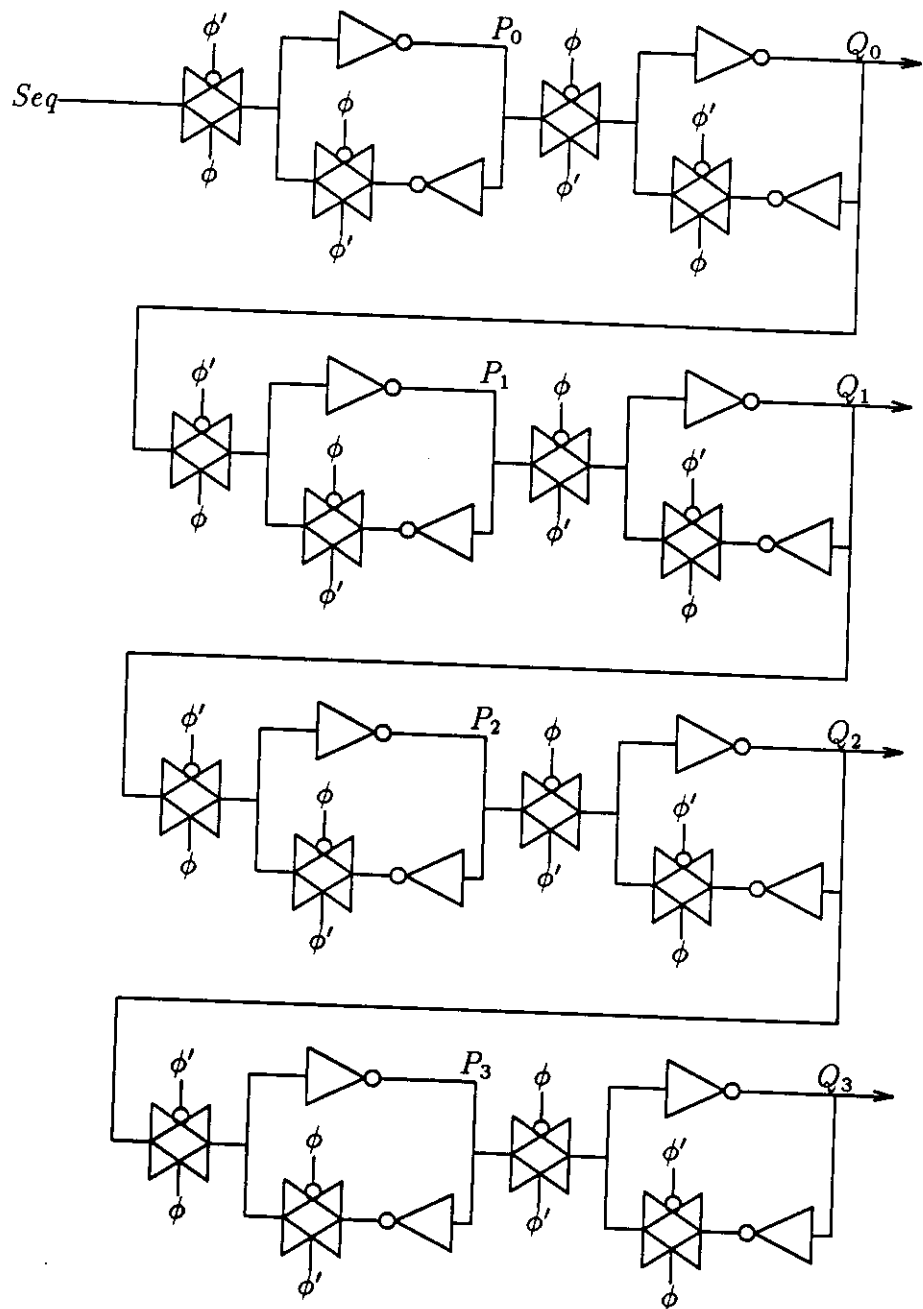 ϕ′ P₀ ϕ Q₀
Seq ϕ ϕ′
ϕ ϕ′
ϕ′ ϕ
ϕ′ P₁ ϕ Q₁
ϕ ϕ′
ϕ ϕ′
ϕ′ ϕ
ϕ′ P₂ ϕ Q₂
ϕ ϕ′
ϕ ϕ′
ϕ′ ϕ
ϕ′ P₃ ϕ Q₃
ϕ ϕ′
ϕ ϕ′
ϕ′ ϕ